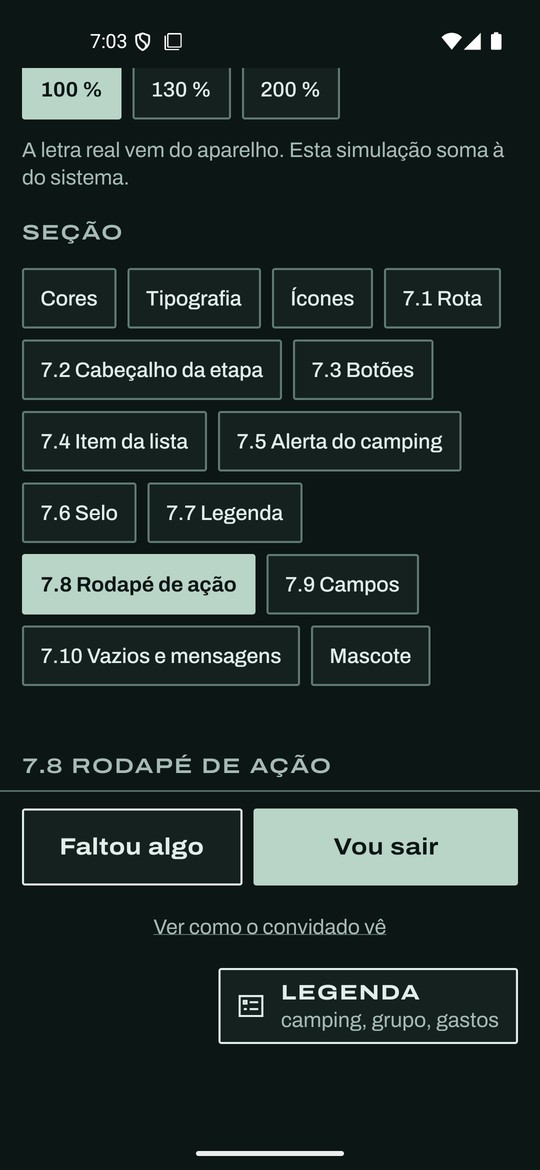 7:03
100 %
130 %
200 %
A letra real vem do aparelho. Esta simulação soma à
do sistema.
SEÇÃO
Cores
Tipografia
Ícones
7.1 Rota
7.2 Cabeçalho da etapa
7.3 Botões
7.4 Item da lista
7.5 Alerta do camping
7.6 Selo
7.7 Legenda
7.8 Rodapé de ação
7.9 Campos
7.10 Vazios e mensagens
Mascote
7.8 RODAPÉ DE AÇÃO
Faltou algo
Vou sair
Ver como o convidado vê
LEGENDA
camping, grupo, gastos